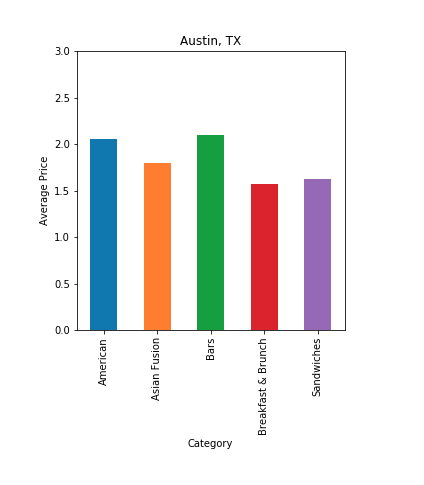 Austin, TX
Average Price
3.0
2.5
2.0
1.5
1.0
0.5
0.0
American
Asian Fusion
Bars
Breakfast & Brunch
Sandwiches
Category